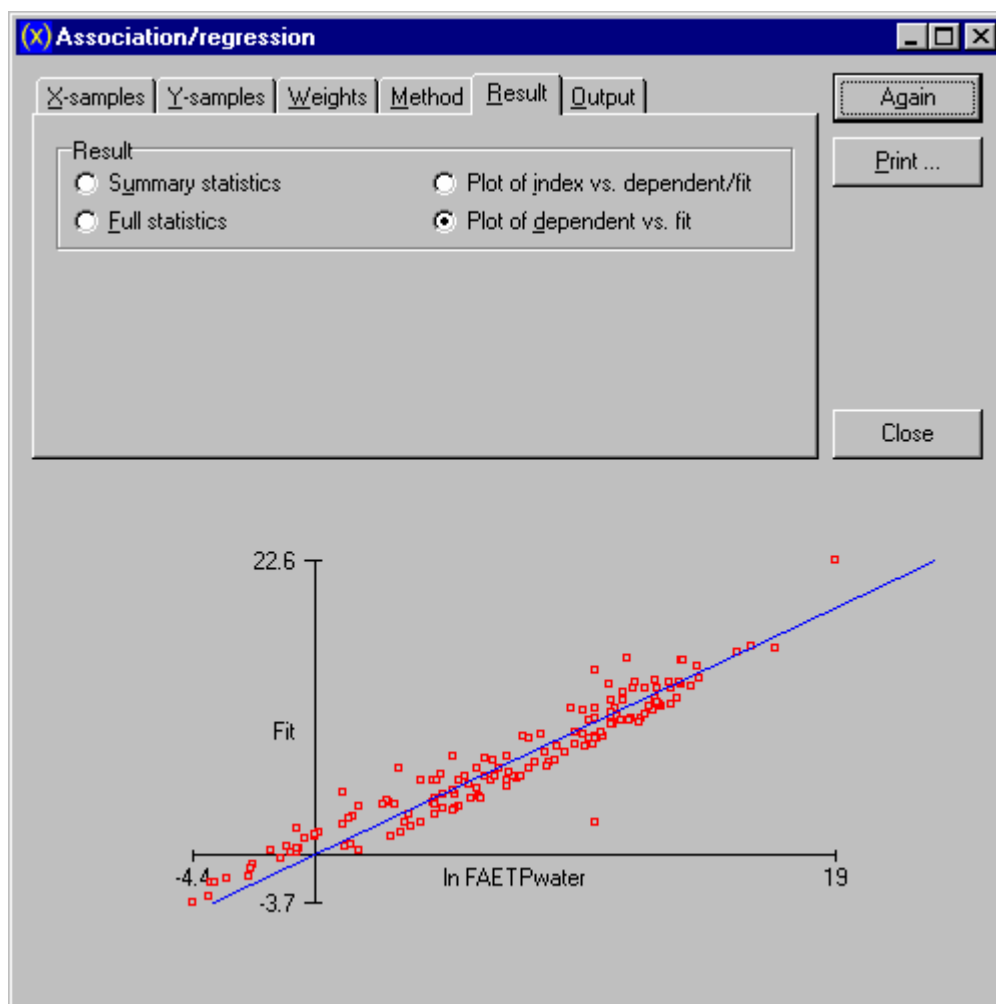 (x) Association/regression
X-samples Y-samples Weights Method Result Output
Again
Print ...
Result
Summary statistics
Plot of index vs. dependent/fit
Full statistics
Plot of dependent vs. fit
Close
22.6
Fit
-4.4
ln FAETPwater
19
-3.7